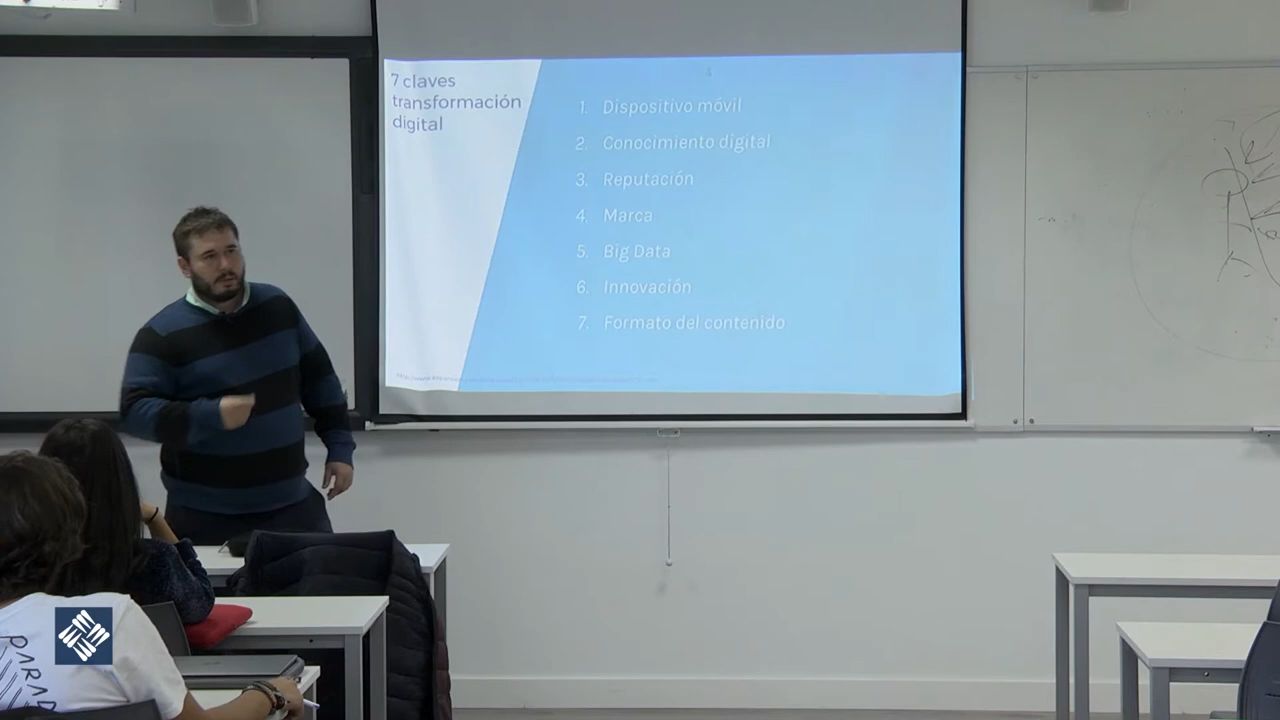 7 claves
transformación
digital
1. Dispositivo móvil
2. Conocimiento digital
3. Reputación
4. Marca
5. Big Data
6. Innovación
7. Formato del contenido